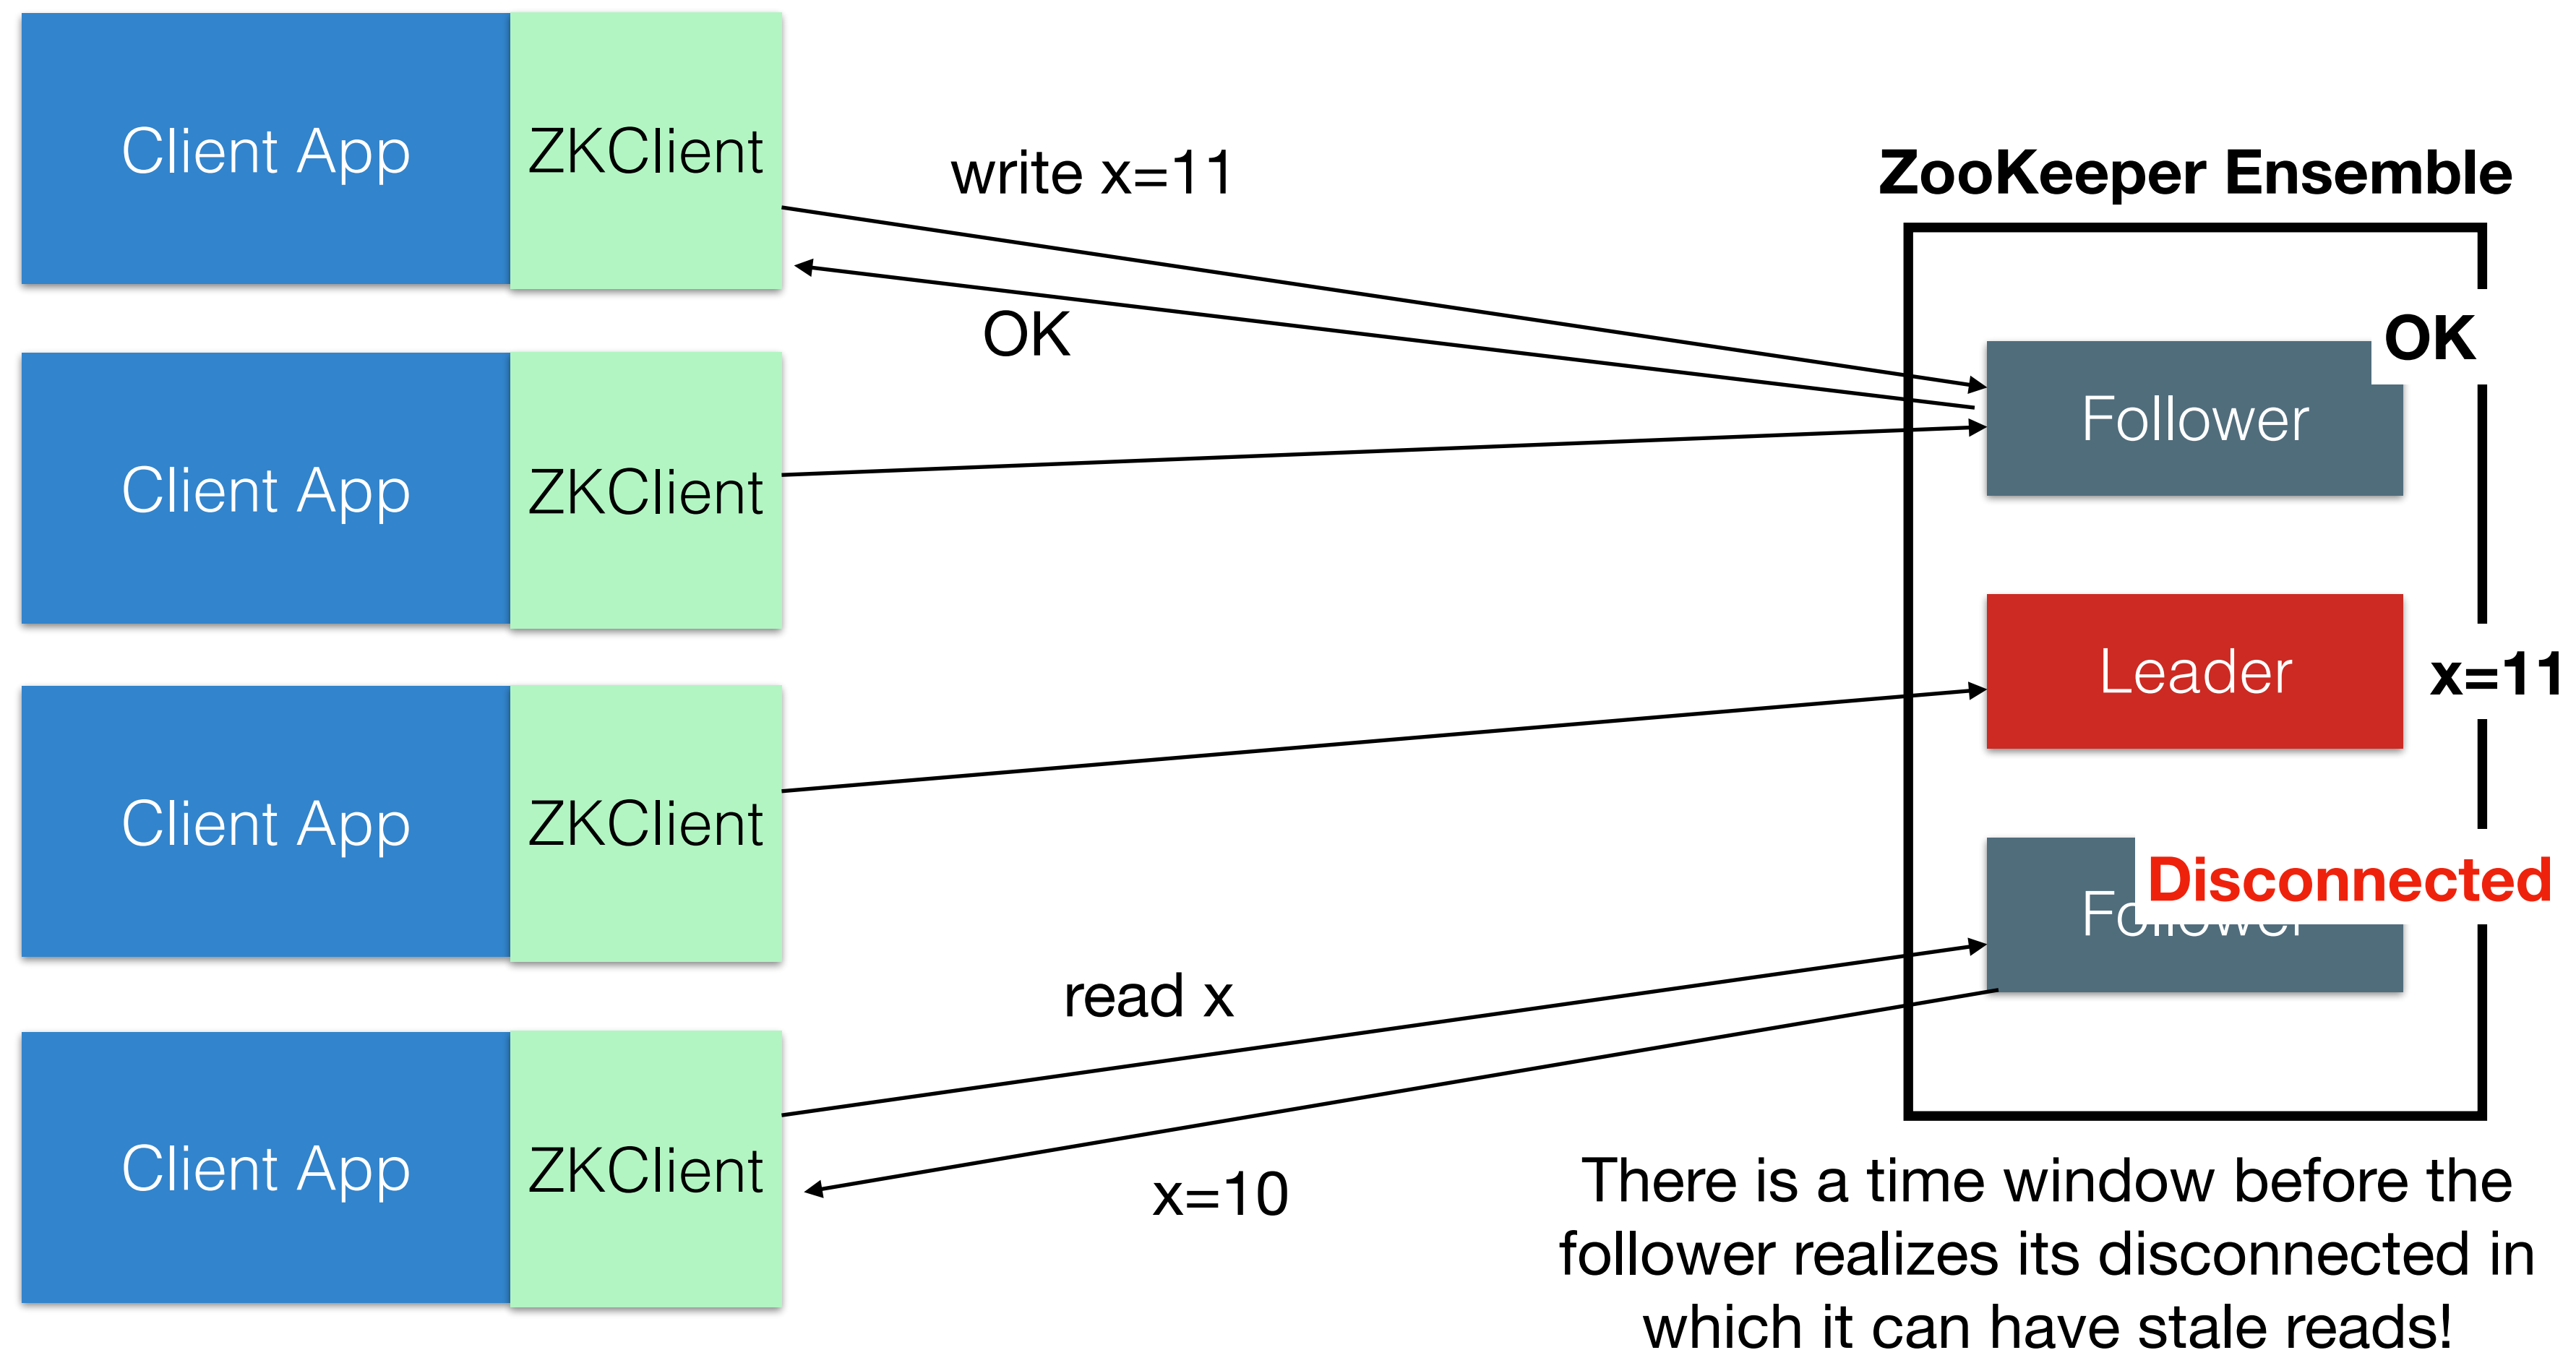 Client App ZKClient
write x=11
ZooKeeper Ensemble
OK
OK
Follower
Client App ZKClient
Leader
x=11
Client App ZKClient
Disconnected
Follower
read x
Client App ZKClient
x=10
There is a time window before the
follower realizes its disconnected in
which it can have stale reads!